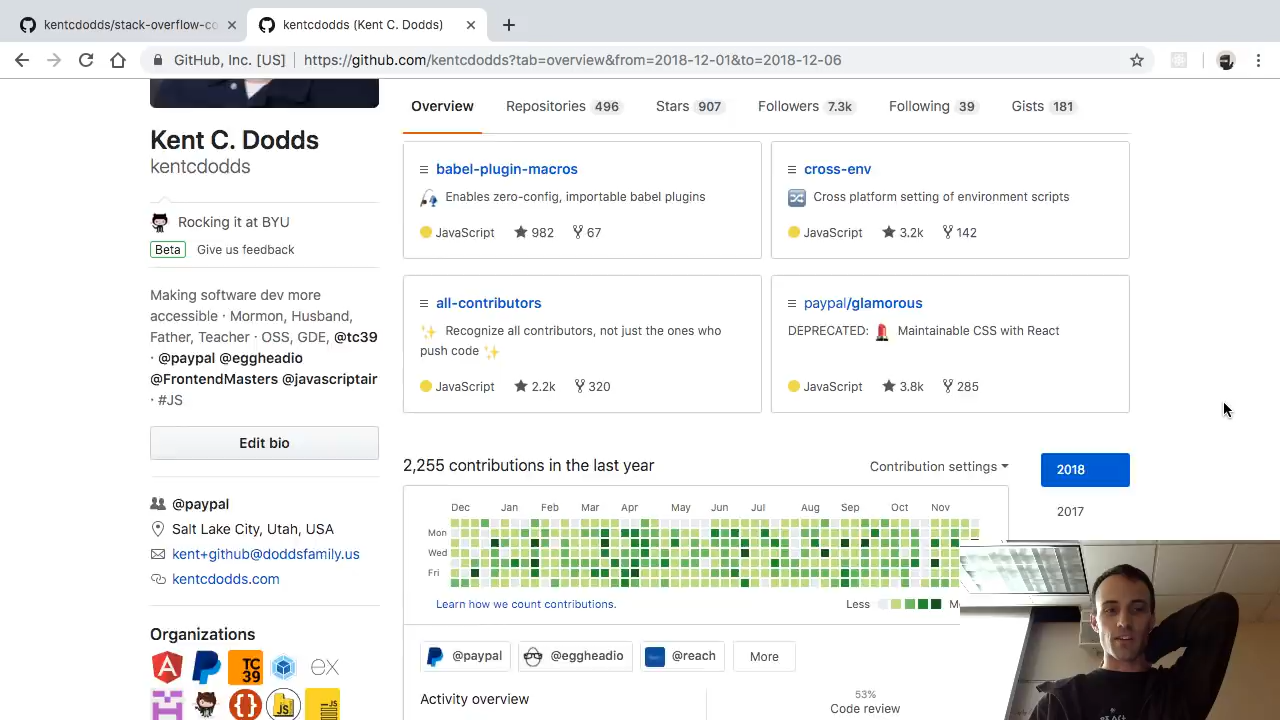 kentcdodds/stack-overflow-co
kentcdodds (Kent C. Dodds)
GitHub, Inc. [US]
https://github.com/kentcdodds?tab=overview&from=2018-12-01&to=2018-12-06
Overview
Repositories 496
Stars 907
Followers 7.3k
Following 39
Gists 181
Kent C. Dodds
kentcdodds
Rocking it at BYU
Beta Give us feedback
Making software dev more
accessible · Mormon, Husband,
Father, Teacher · OSS, GDE, @tc39
· @paypal @eggheadio
@FrontendMasters @javascriptair
· #JS
Edit bio
@paypal
Salt Lake City, Utah, USA
kent+github@doddsfamily.us
kentcdodds.com
Organizations
TC
39
ex
JS
JS
babel-plugin-macros
Enables zero-config, importable babel plugins
JavaScript 982 67
cross-env
Cross platform setting of environment scripts
JavaScript 3.2k 142
all-contributors
Recognize all contributors, not just the ones who
push code
JavaScript 2.2k 320
paypal/glamorous
DEPRECATED: Maintainable CSS with React
JavaScript 3.8k 285
2,255 contributions in the last year
Contribution settings
2018
2017
Dec Jan Feb Mar Apr May Jun Jul Aug Sep Oct Nov
Mon
Wed
Fri
Learn how we count contributions.
Less
@paypal
@eggheadio
@reach
More
Activity overview
53%
Code review